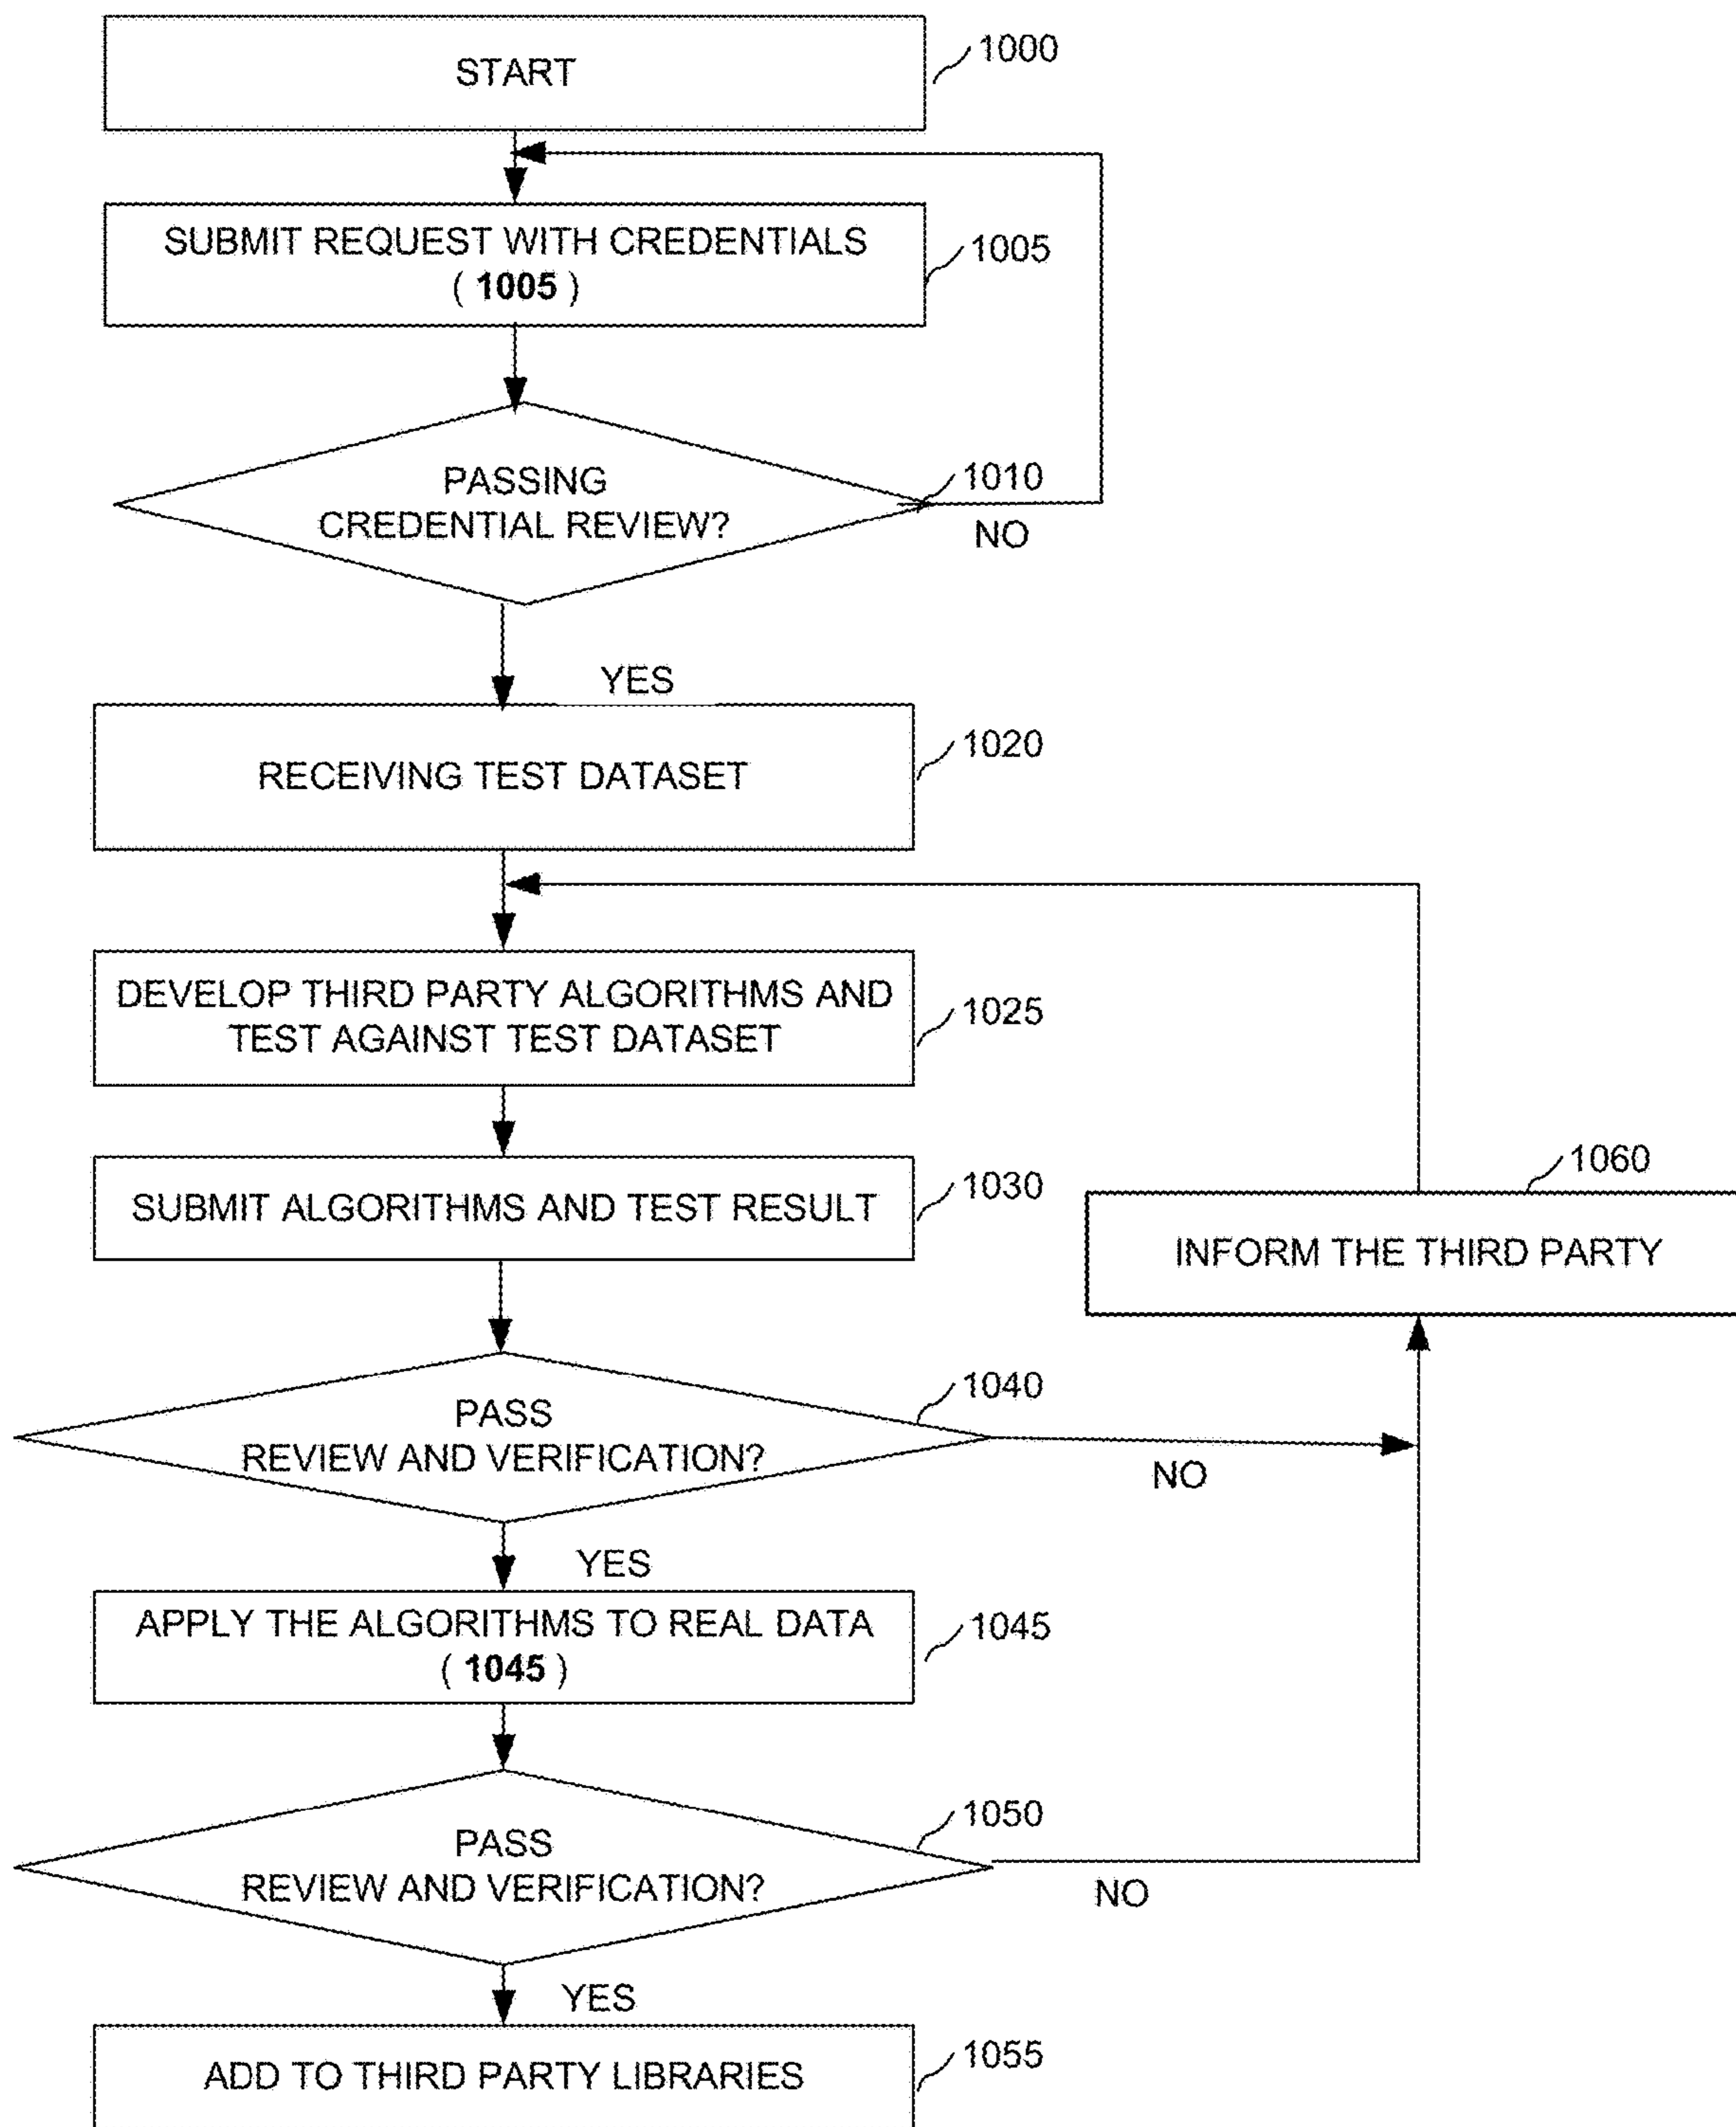 START
1000
SUBMIT REQUEST WITH CREDENTIALS
( 1005 )
1005
PASSING
CREDENTIAL REVIEW?
1010
NO
YES
RECEIVING TEST DATASET
1020
DEVELOP THIRD PARTY ALGORITHMS AND
TEST AGAINST TEST DATASET
1025
SUBMIT ALGORITHMS AND TEST RESULT
1030
1060
INFORM THE THIRD PARTY
PASS
REVIEW AND VERIFICATION?
1040
NO
YES
APPLY THE ALGORITHMS TO REAL DATA
( 1045 )
1045
PASS
REVIEW AND VERIFICATION?
1050
NO
YES
ADD TO THIRD PARTY LIBRARIES
1055